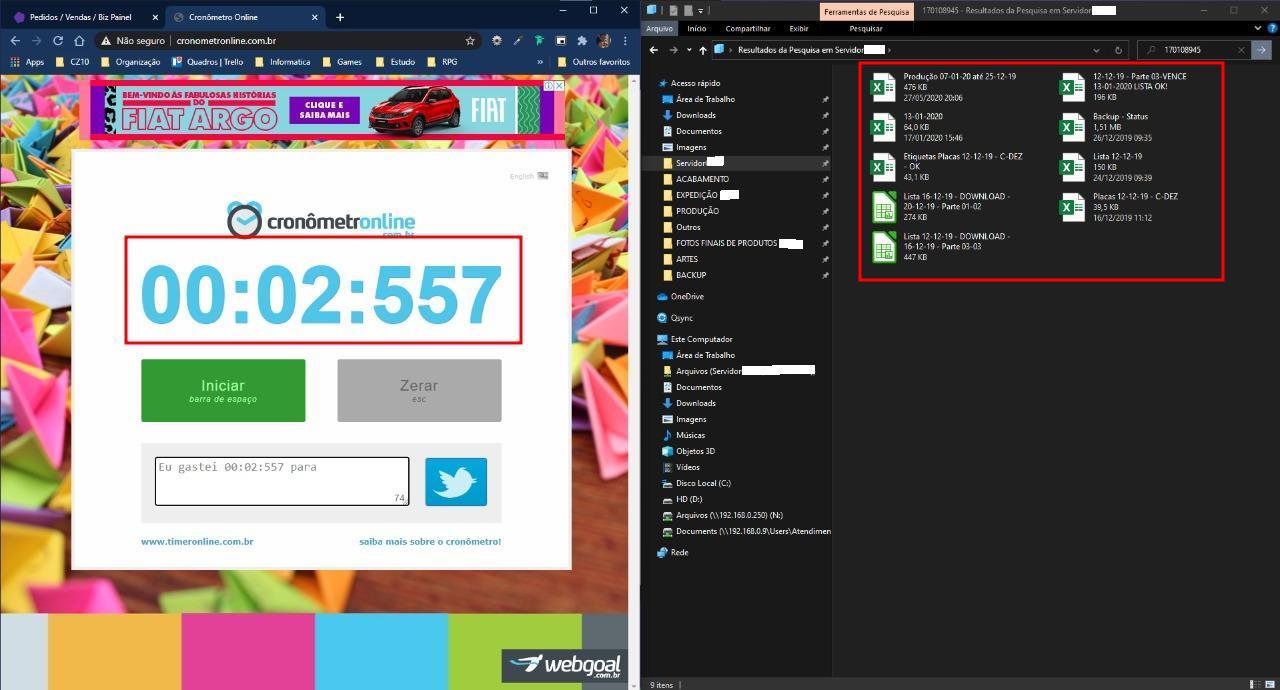 Pedidos / Vendas / Biz Painel
Cronômetro Online
Não seguro
cronometronline.com.br
Apps
CZ10
Organização
Quadros | Trello
Informatica
Games
Estudo
RPG
»
Outros favoritos
BEM-VINDO ÀS FABULOSAS HISTÓRIAS
DO
FIAT ARGO
CLIQUE E
SAIBA MAIS
FIAT
English
cronômetronline
.com.br
00:02:557
Iniciar
barra de espaço
Zerar
esc
Eu gastei 00:02:557 para
74
www.timeronline.com.br
saiba mais sobre o cronômetro!
webgoal
.com.br
Ferramentas de Pesquisa
170108945 - Resultados da Pesquisa em Servidor
Arquivo
Início
Compartilhar
Exibir
Pesquisar
Resultados da Pesquisa em Servidor
170108945
Acesso rápido
Área de Trabalho
Downloads
Documentos
Imagens
Servidor
ACABAMENTO
EXPEDIÇÃO
PRODUÇÃO
Outros
FOTOS FINAIS DE PRODUTOS
ARTES
BACKUP
OneDrive
Qsync
Este Computador
Área de Trabalho
Arquivos (Servidor
Documentos
Downloads
Imagens
Músicas
Objetos 3D
Vídeos
Disco Local (C:)
HD (D:)
Arquivos (\\192.168.0.250) (N:)
Documents (\\192.168.0.9\Users\Atendimen
Rede
Produção 07-01-20 até 25-12-19
476 KB
27/05/2020 20:06
12-12-19 - Parte 03-VENCE
13-01-2020 LISTA OK!
196 KB
13-01-2020
64,0 KB
17/01/2020 15:46
Backup - Status
1,51 MB
26/12/2019 09:35
Etiquetas Placas 12-12-19 - C-DEZ
- OK
43,1 KB
Lista 12-12-19
150 KB
24/12/2019 09:39
Lista 16-12-19 - DOWNLOAD -
20-12-19 - Parte 01-02
274 KB
Placas 12-12-19 - C-DEZ
39,5 KB
16/12/2019 11:12
Lista 12-12-19 - DOWNLOAD -
16-12-19 - Parte 03-03
447 KB
9 itens